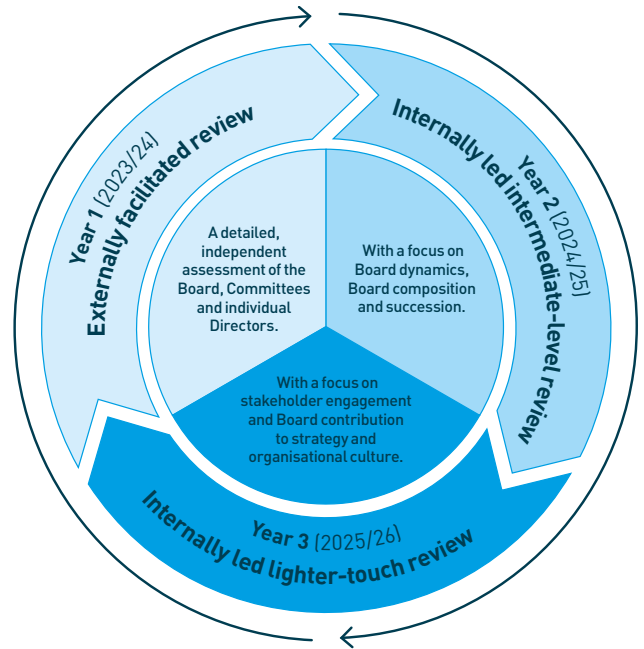 Year 1 (2023/24)
Externally facilitated review
A detailed,
independent
assessment of the
Board, Committees
and individual
Directors.
Year 2 (2024/25)
Internally led intermediate-level review
With a focus on
Board dynamics,
Board composition
and succession.
Year 3 (2025/26)
Internally led lighter-touch review
With a focus on
stakeholder engagement
and Board contribution
to strategy and
organisational culture.